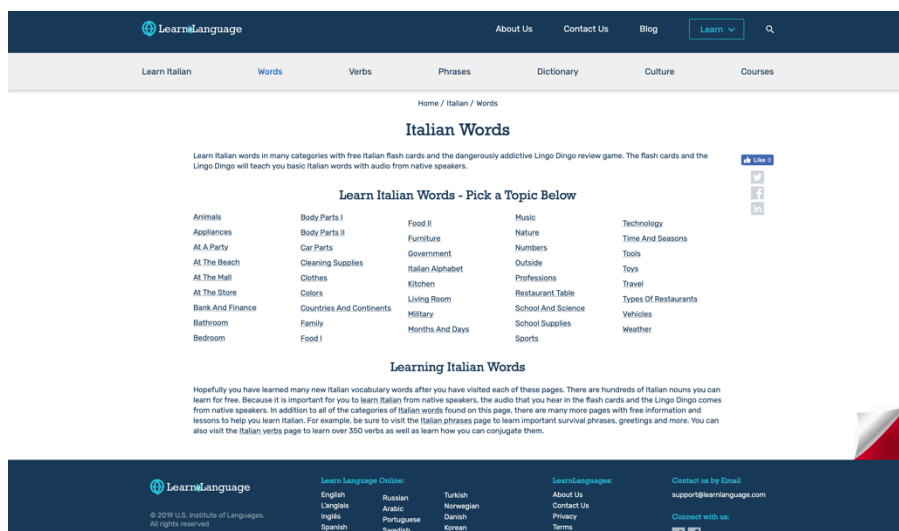 LearnLanguage
About Us Contact Us Blog Learn
Learn Italian Words Verbs Phrases Dictionary Culture Courses
Home / Italian / Words
Italian Words
Learn Italian words in many categories with free Italian flash cards and the dangerously addictive Lingo Dingo review game. The flash cards and the
Lingo Dingo will teach you basic Italian words with audio from native speakers.
Like 0
Learn Italian Words - Pick a Topic Below
Animals
Appliances
At A Party
At The Beach
At The Mall
At The Store
Bank And Finance
Bathroom
Bedroom
Body Parts I
Body Parts II
Car Parts
Cleaning Supplies
Clothes
Colors
Countries And Continents
Family
Food I
Food II
Furniture
Government
Italian Alphabet
Kitchen
Living Room
Military
Months And Days
Music
Nature
Numbers
Outside
Professions
Restaurant Table
School And Science
School Supplies
Sports
Technology
Time And Seasons
Tools
Toys
Travel
Types Of Restaurants
Vehicles
Weather
Learning Italian Words
Hopefully you have learned many new Italian vocabulary words after you have visited each of these pages. There are hundreds of Italian nouns you can
learn for free. Because it is important for you to learn Italian from native speakers, the audio that you hear in the flash cards and the Lingo Dingo comes
from native speakers. In addition to all of the categories of Italian words found on this page, there are many more pages with free information and
lessons to help you learn Italian. For example, be sure to visit the Italian phrases page to learn important survival phrases, greetings and more. You can
also visit the Italian verbs page to learn over 350 verbs as well as learn how you can conjugate them.
LearnLanguage
© 2019 U.S. Institute of Languages.
All rights reserved
Learn Language Online:
English
L'anglais
Inglés
Spanish
Russian
Arabic
Portuguese
Swedish
Turkish
Norwegian
Danish
Korean
LearnLanguages:
About Us
Contact Us
Privacy
Terms
Contact us by Email
support@learnlanguage.com
Connect with us: